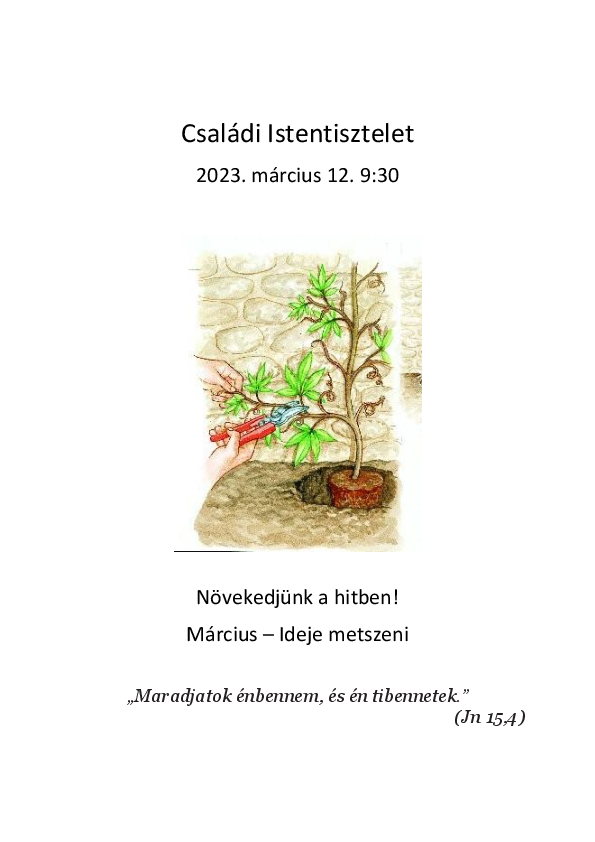 Családi Istentisztelet
2023. március 12. 9:30
Növekedjünk a hitben!
Március – Ideje metszeni
„Maradjatok énbennem, és én tibennetek.”
(Jn 15,4)